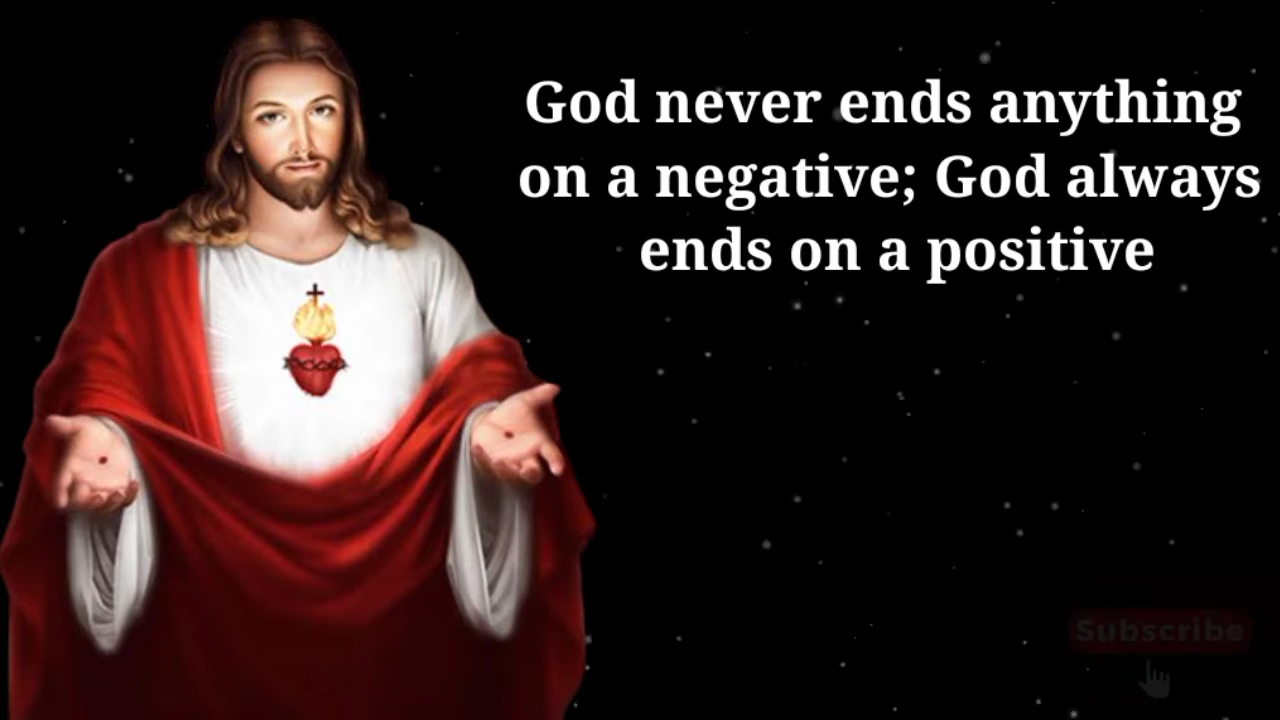 God never ends anything
on a negative; God always
ends on a positive
Subscribe